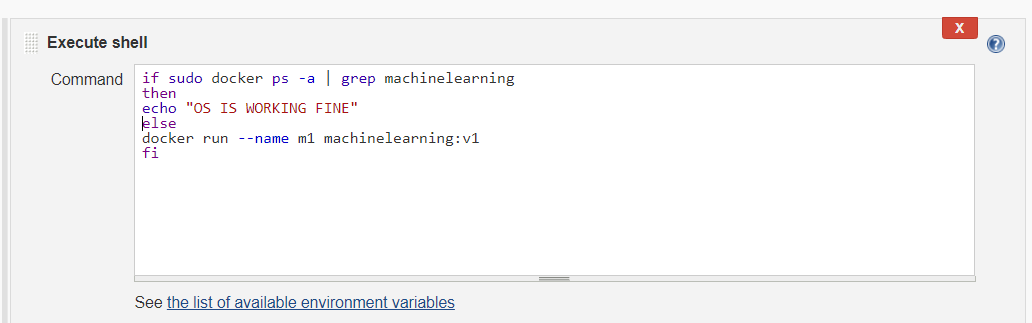 X
Execute shell
?
Command
if sudo docker ps -a | grep machinelearning
then
echo "OS IS WORKING FINE"
else
docker run --name m1 machinelearning:v1
fi
See the list of available environment variables